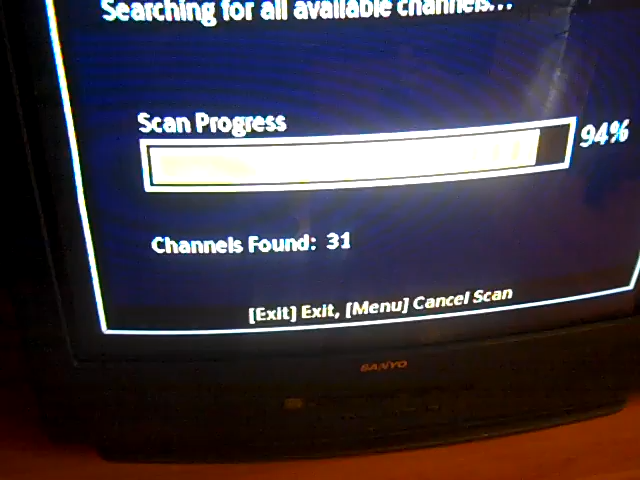 Searching for all available channels...
Scan Progress
94%
Channels Found: 31
[Exit] Exit, [Menu] Cancel Scan
SANYO